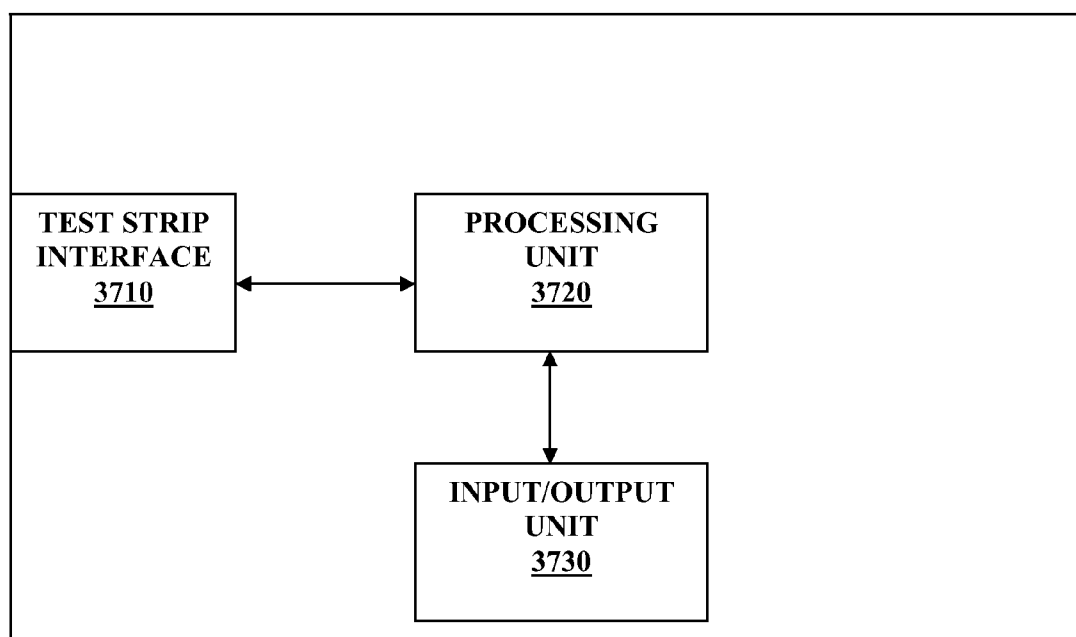 TEST STRIP
INTERFACE
3710
PROCESSING
UNIT
3720
INPUT/OUTPUT
UNIT
3730